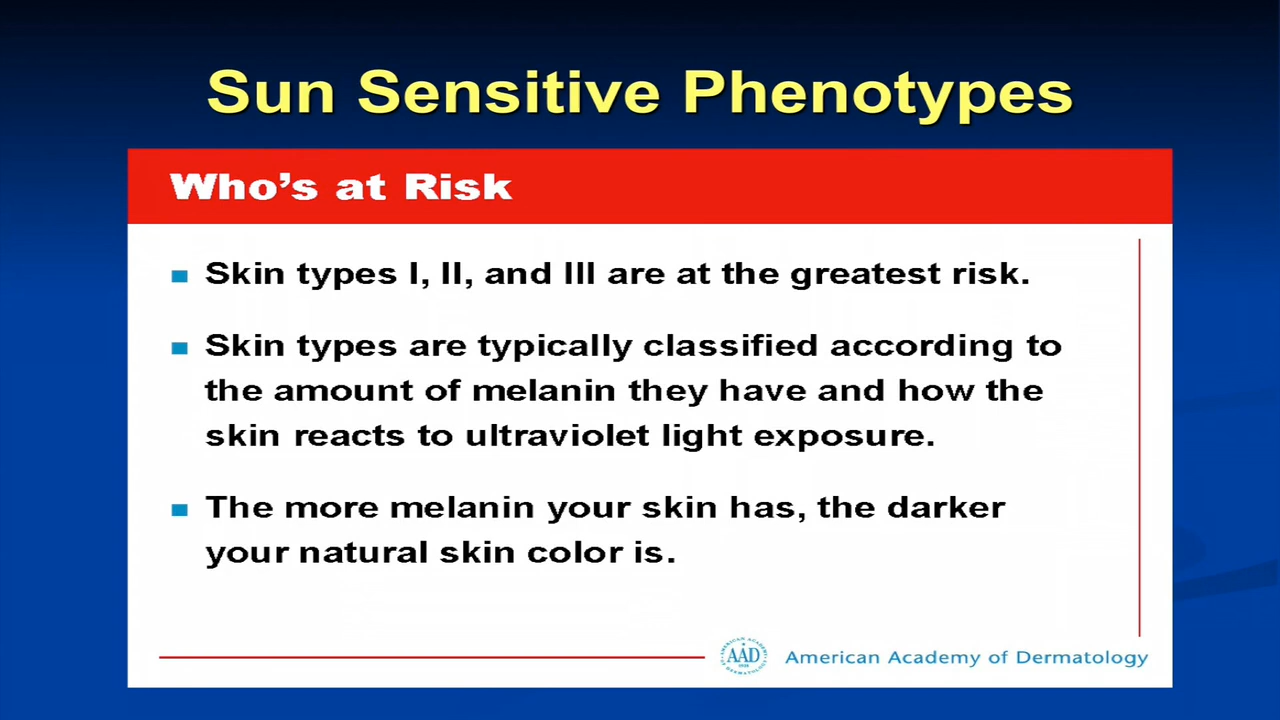 Sun Sensitive Phenotypes
Who's at Risk
Skin types I, II, and III are at the greatest risk.
Skin types are typically classified according to
the amount of melanin they have and how the
skin reacts to ultraviolet light exposure.
The more melanin your skin has, the darker
your natural skin color is.
AAD
American Academy of Dermatology